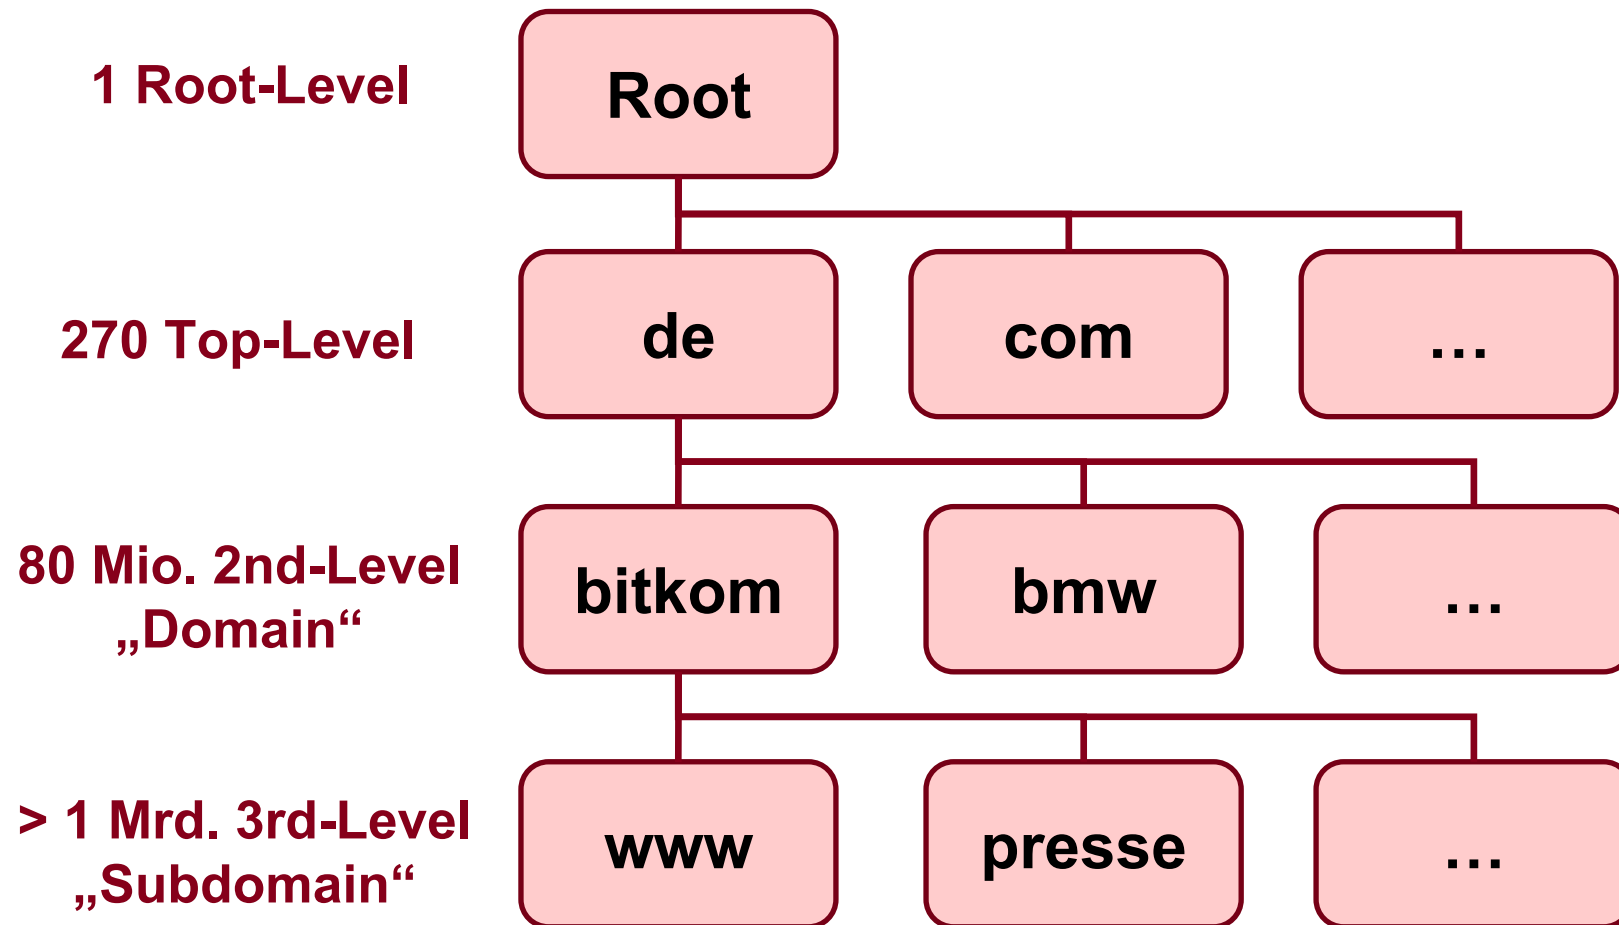 1 Root-Level
Root
270 Top-Level
de
com
...
80 Mio. 2nd-Level
„Domain“
bitkom
bmw
...
> 1 Mrd. 3rd-Level
„Subdomain“
www
presse
...